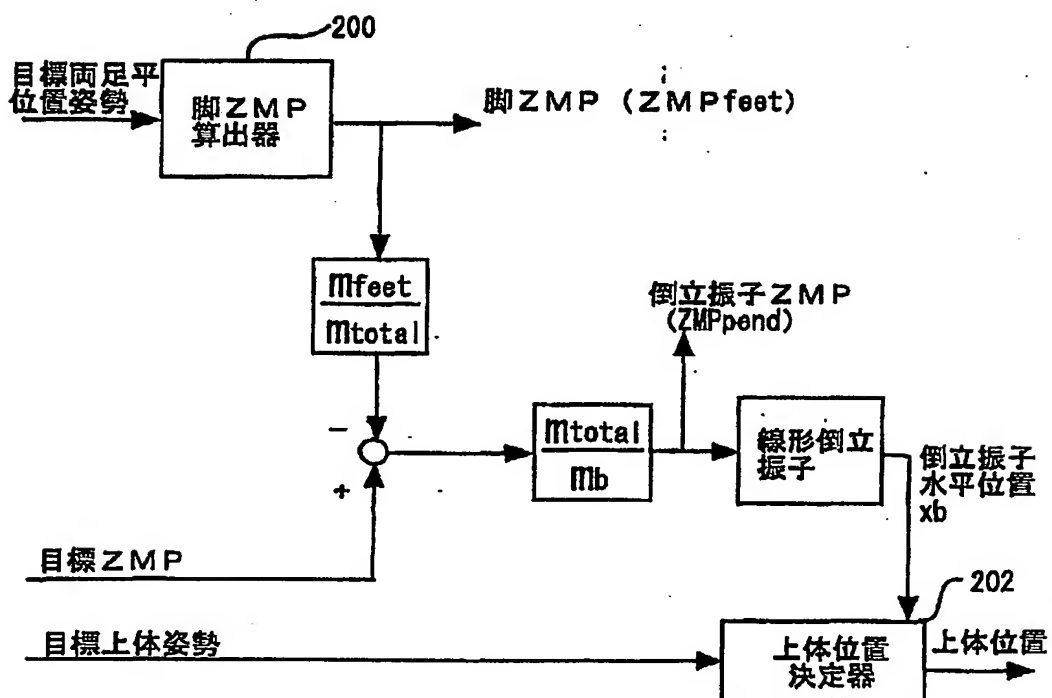 200
目標両足平
位置姿勢
脚ZMP
算出器
脚ZMP (ZMPfeet)
mfeet
mtotal
倒立振子ZMP
(ZMPpend)
−
+
mtotal
mb
線形倒立
振子
倒立振子
水平位置
xb
目標ZMP
202
目標上体姿勢
上体位置
決定器
上体位置